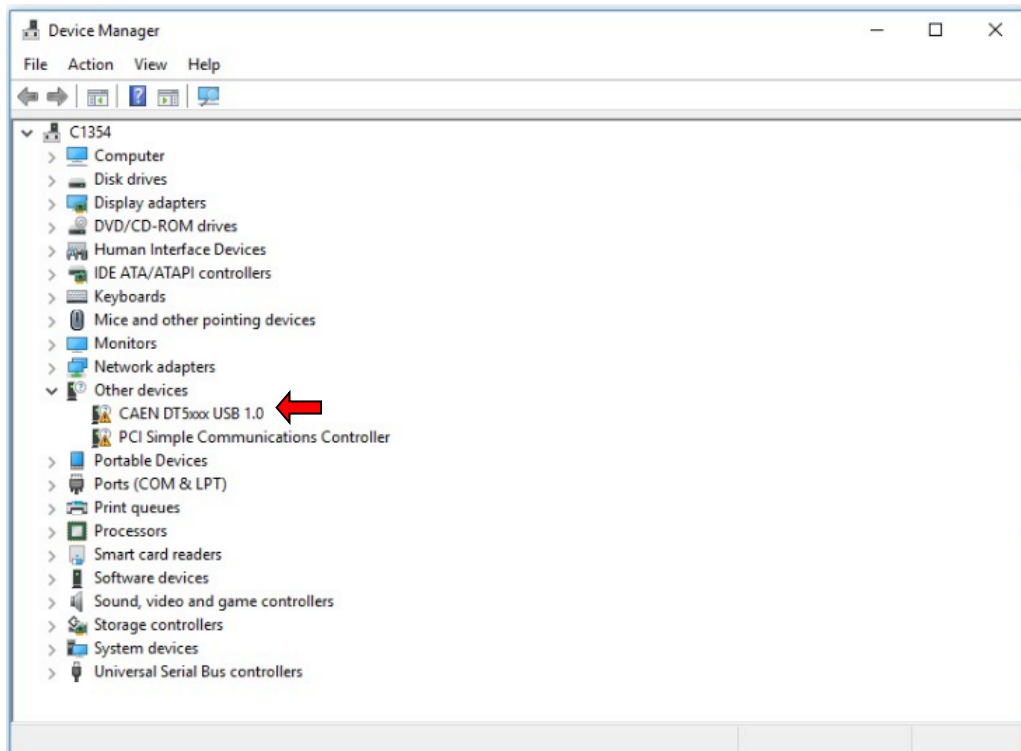 Device Manager
File Action View Help
C1354
Computer
Disk drives
Display adapters
DVD/CD-ROM drives
Human Interface Devices
IDE ATA/ATAPI controllers
Keyboards
Mice and other pointing devices
Monitors
Network adapters
Other devices
CAEN DT5xxx USB 1.0
PCI Simple Communications Controller
Portable Devices
Ports (COM & LPT)
Print queues
Processors
Smart card readers
Software devices
Sound, video and game controllers
Storage controllers
System devices
Universal Serial Bus controllers